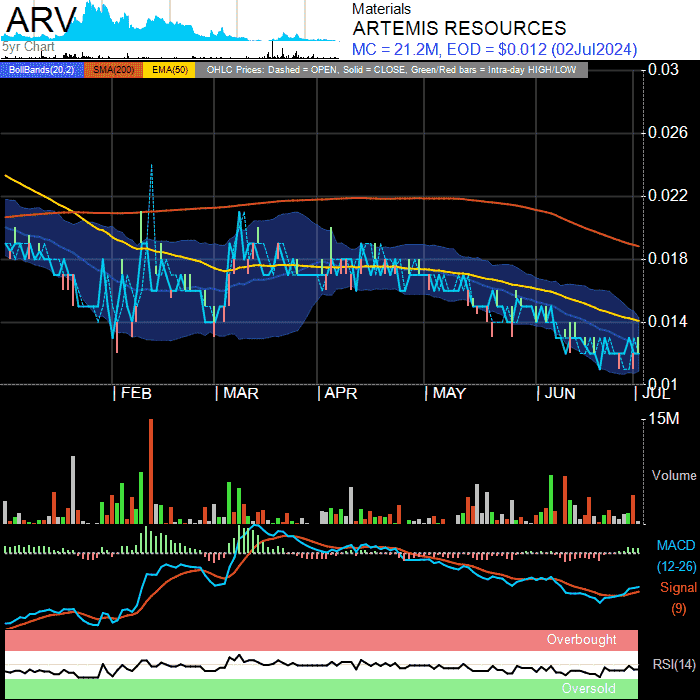 ARV
5yr Chart
Materials
ARTEMIS RESOURCES
MC = 21.2M, EOD = $0.012 (02Jul2024)
BollBands(20,2) SMA(200) EMA(50) OHLC Prices: Dashed = OPEN, Solid = CLOSE, Green/Red bars = Intra-day HIGH/LOW
0.03
0.026
0.022
0.018
0.014
0.01
FEB MAR APR MAY JUN JUL
15M
Volume
MACD
(12-26)
Signal
(9)
Overbought
RSI(14)
Oversold